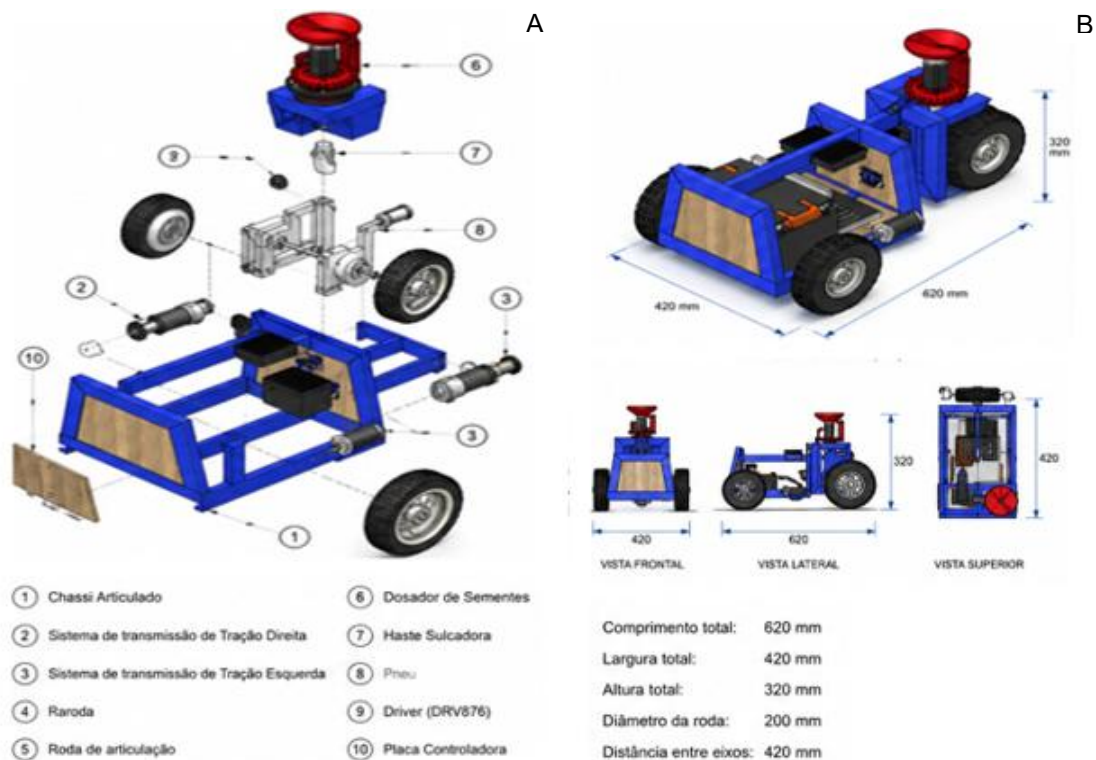 A
B
6
9
7
8
2
3
10
3
1
320
mm
420 mm
620 mm
320
420
420
620
VISTA FRONTAL
VISTA LATERAL
VISTA SUPERIOR
1 Chassi Articulado
2 Sistema de transmissão de Tração Direita
3 Sistema de transmissão de Tração Esquerda
4 Raroda
5 Roda de articulação
6 Dosador de Sementes
7 Haste Sulcadora
8 Pneu
9 Driver (DRV876)
10 Placa Controladora
Comprimento total: 620 mm
Largura total: 420 mm
Altura total: 320 mm
Diâmetro da roda: 200 mm
Distância entre eixos: 420 mm